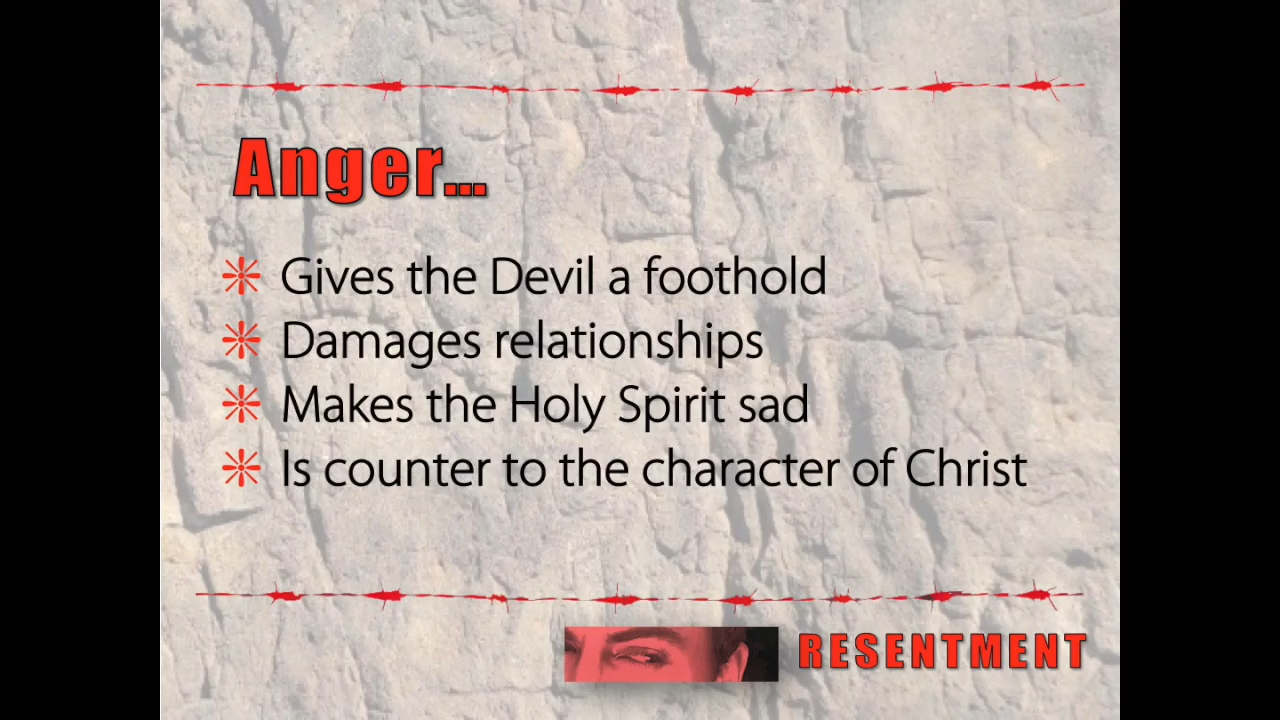 Anger...
Gives the Devil a foothold
Damages relationships
Makes the Holy Spirit sad
Is counter to the character of Christ
RESENTMENT